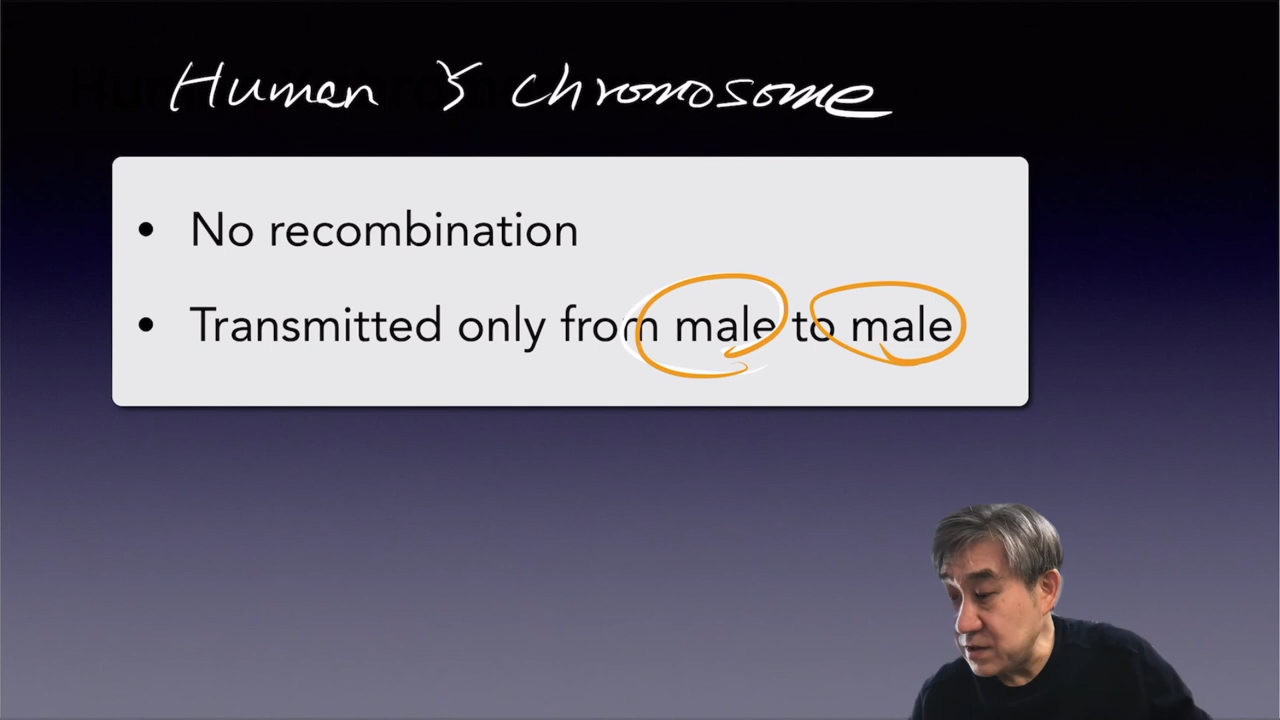 Human Y chromosome
• No recombination
• Transmitted only from male to male